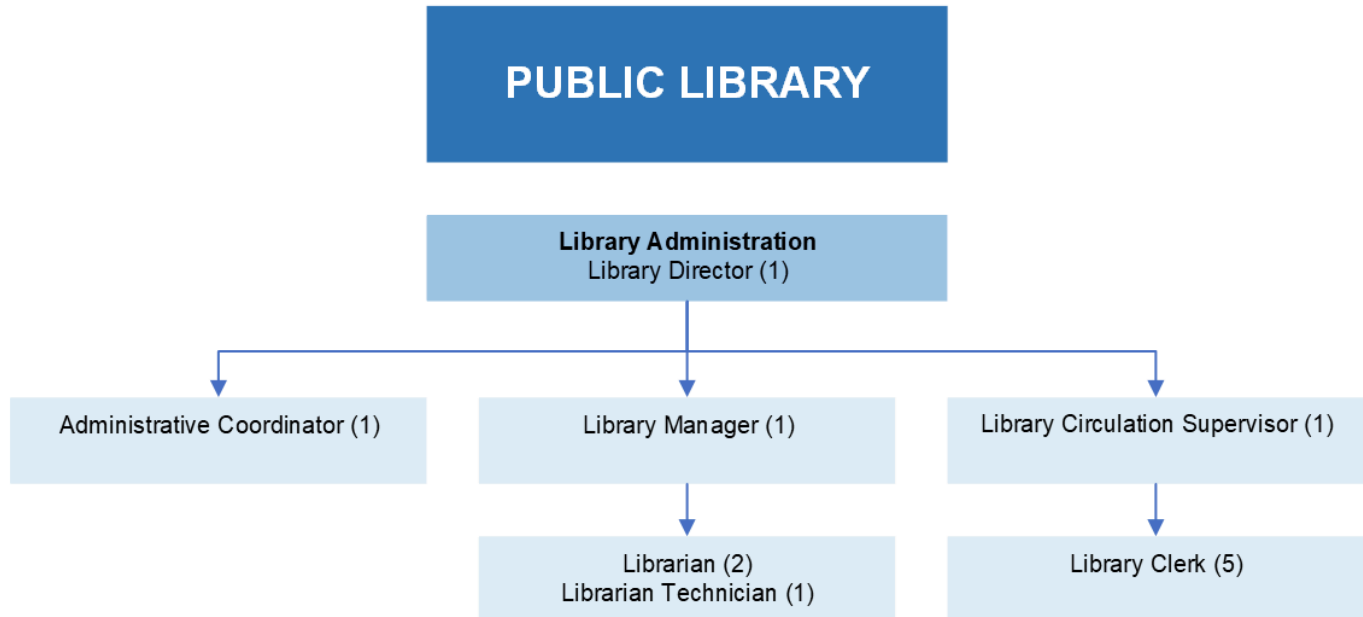 PUBLIC LIBRARY
Library Administration
Library Director (1)
Administrative Coordinator (1)
Library Manager (1)
Library Circulation Supervisor (1)
Librarian (2)
Librarian Technician (1)
Library Clerk (5)